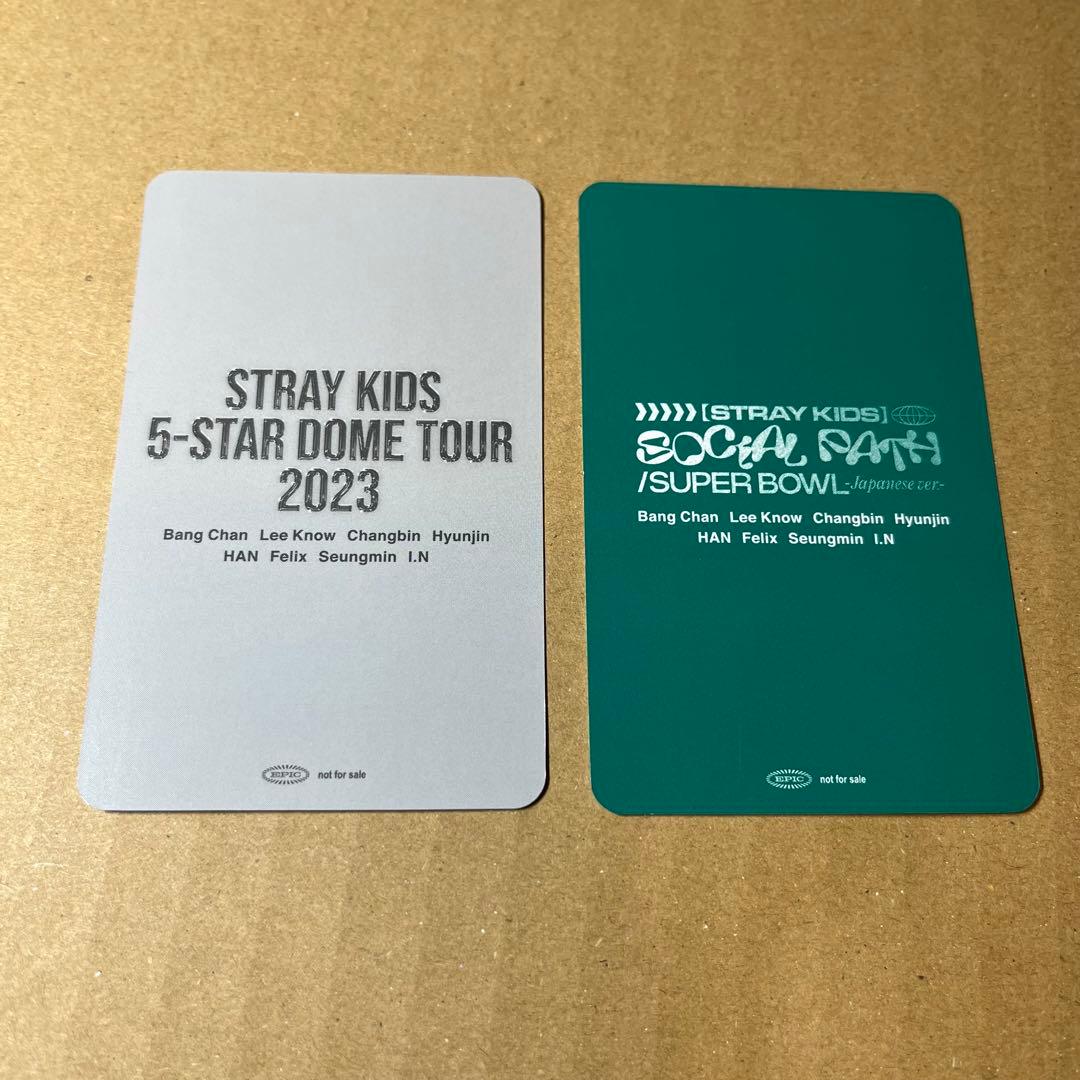 STRAY KIDS
5-STAR DOME TOUR
2023
Bang Chan Lee Know Changbin Hyunjin
HAN Felix Seungmin I.N
EPIC not for sale
[STRAY KIDS]
SOCIAL PATH
/SUPER BOWL-Japanese ver.-
Bang Chan Lee Know Changbin Hyunjin
HAN Felix Seungmin I.N
EPIC not for sale